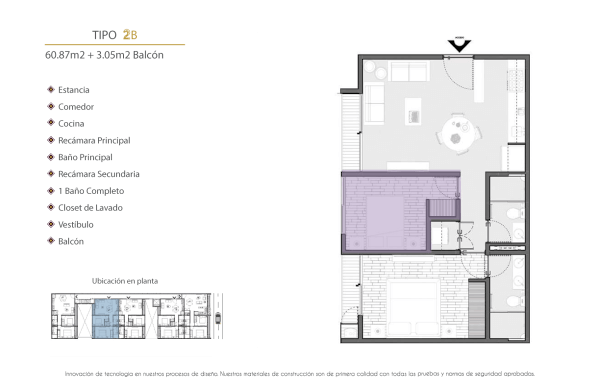 TIPO 2B
60.87m2 + 3.05m2 Balcón
Estancia
Comedor
Cocina
Recámara Principal
Baño Principal
Recámara Secundaria
1 Baño Completo
Closet de Lavado
Vestíbulo
Balcón
Ubicación en planta
Innovación de tecnología en nuestros procesos de diseño. Nuestros materiales de construcción son de primera calidad con todas las pruebas y normas de seguridad aprobadas.